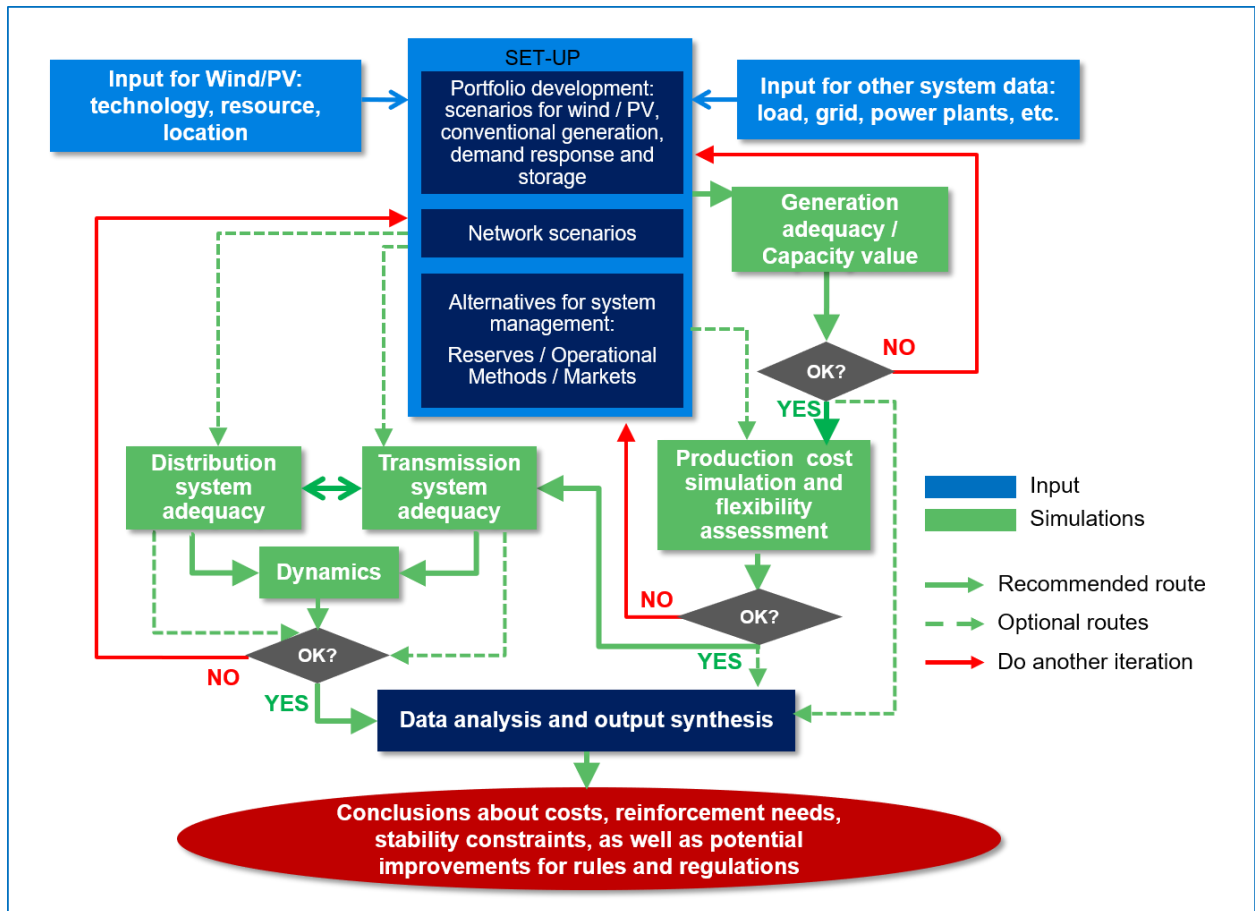 SET-UP
Input for Wind/PV:
technology, resource,
location
Portfolio development:
scenarios for wind / PV,
conventional generation,
demand response and
storage
Input for other system data:
load, grid, power plants, etc.
Network scenarios
Generation
adequacy /
Capacity value
Alternatives for system
management:
Reserves / Operational
Methods / Markets
OK?
NO
YES
Distribution
system
adequacy
Transmission
system
adequacy
Production cost
simulation and
flexibility
assessment
Input
Simulations
Dynamics
Recommended route
Optional routes
Do another iteration
NO
OK?
YES
OK?
NO
YES
Data analysis and output synthesis
Conclusions about costs, reinforcement needs,
stability constraints, as well as potential
improvements for rules and regulations